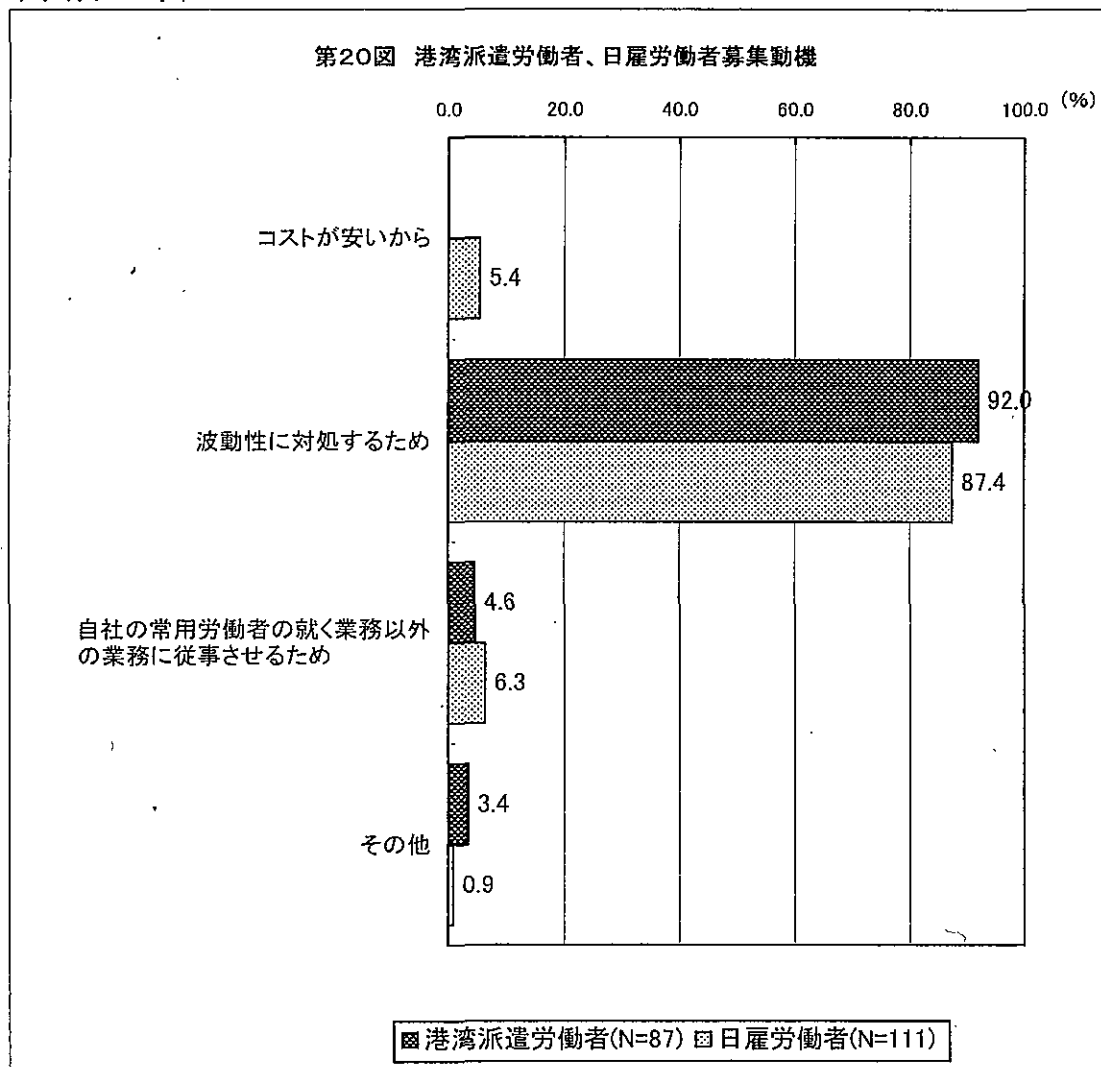 第20図 港湾派遣労働者、日雇労働者募集動機
0.0 20.0 40.0 60.0 80.0 100.0 (%)
コストが安いから
5.4
波動性に対処するため
92.0
87.4
自社の常用労働者の就く業務以外
の業務に従事させるため
4.6
6.3
その他
3.4
0.9
港湾派遣労働者(N=87) 日雇労働者(N=111)